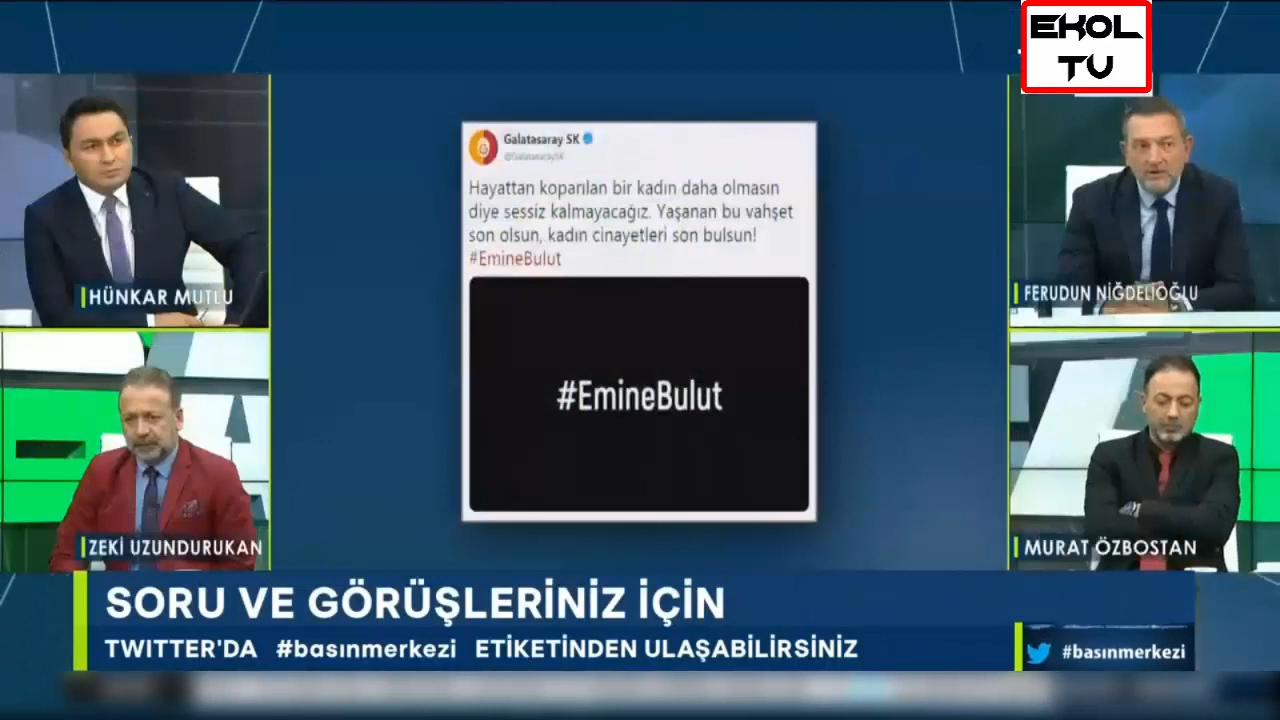 EKOL
TV
Galatasaray SK
@GalatasaraySK
Hayattan koparılan bir kadın daha olmasın
diye sessiz kalmayacağız. Yaşanan bu vahşet
son olsun, kadın cinayetleri son bulsun!
#EmineBulut
#EmineBulut
HÜNKAR MUTLU
FERUDUN NİĞDELİOĞLU
ZEKİ UZUNDURUKAN
MURAT ÖZBOSTAN
SORU VE GÖRÜŞLERİNİZ İÇİN
TWITTER'DA #basınmerkezi ETİKETİNDEN ULAŞABİLİRSİNİZ
#basınmerkezi